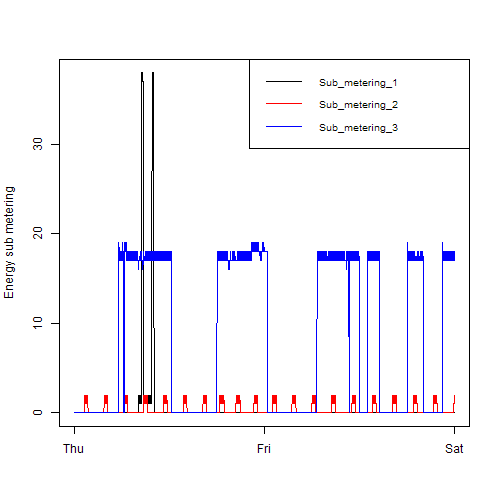 Sub_metering_1
Sub_metering_2
Sub_metering_3
Energy sub metering
30
20
10
0
Thu
Fri
Sat